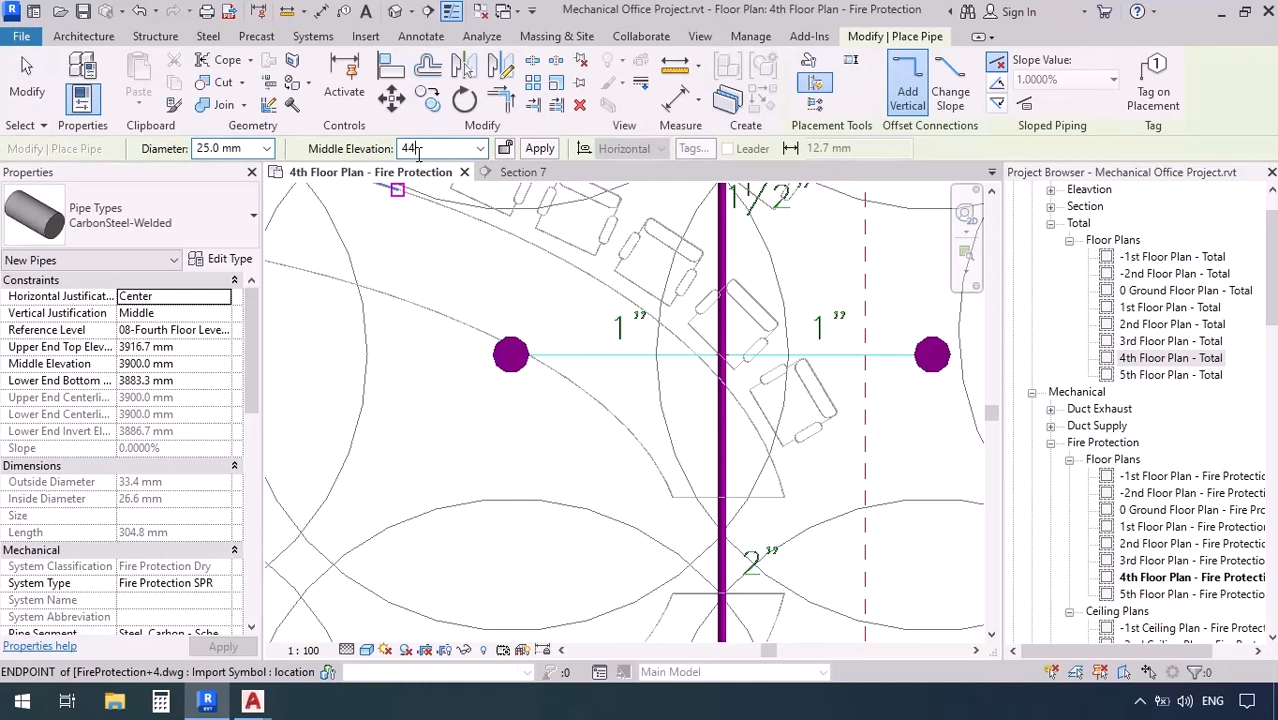 Mechanical Office Project.rvt - Floor Plan: 4th Floor Plan - Fire Protection
Sign In
File
Architecture
Structure
Steel
Precast
Systems
Insert
Annotate
Analyze
Massing & Site
Collaborate
View
Manage
Add-Ins
Modify | Place Pipe
Modify
Select
Properties
Paste
Clipboard
Cope
Cut
Join
Geometry
Activate
Controls
Modify
View
Measure
Create
Placement Tools
Add Vertical
Change Slope
Offset Connections
Slope Value:
1.0000%
Sloped Piping
Tag on Placement
Tag
Modify | Place Pipe
Diameter:
25.0 mm
Middle Elevation:
44
Apply
Horizontal
Tags...
Leader
12.7 mm
Properties
4th Floor Plan - Fire Protection
Section 7
Project Browser - Mechanical Office Project.rvt
Pipe Types
CarbonSteel-Welded
New Pipes
Edit Type
Constraints
Horizontal Justificat... Center
Vertical Justification Middle
Reference Level 08-Fourth Floor Leve...
Upper End Top Elev... 3916.7 mm
Middle Elevation 3900.0 mm
Lower End Bottom ... 3883.3 mm
Upper End Centerli... 3900.0 mm
Lower End Centerli... 3900.0 mm
Lower End Invert El... 3886.7 mm
Slope 0.0000%
Dimensions
Outside Diameter 33.4 mm
Inside Diameter 26.6 mm
Size
Length 304.8 mm
Mechanical
System Classification Fire Protection Dry
System Type Fire Protection SPR
System Name
System Abbreviation
Pipe Segment Steel, Carbon - Sche...
Properties help
Apply
1 1/2"
1"
1"
2"
Elevation
Section
Total
Floor Plans
-1st Floor Plan - Total
-2nd Floor Plan - Total
0 Ground Floor Plan - Total
1st Floor Plan - Total
2nd Floor Plan - Total
3rd Floor Plan - Total
4th Floor Plan - Total
5th Floor Plan - Total
Mechanical
Duct Exhaust
Duct Supply
Fire Protection
Floor Plans
-1st Floor Plan - Fire Protecti
-2nd Floor Plan - Fire Protect
0 Ground Floor Plan - Fire Pr
1st Floor Plan - Fire Protecti
2nd Floor Plan - Fire Protect
3rd Floor Plan - Fire Protecti
4th Floor Plan - Fire Protecti
5th Floor Plan - Fire Protecti
Ceiling Plans
-1st Ceiling Plan - Fire Prote
1 : 100
ENDPOINT of [FireProtection+4.dwg : Import Symbol : location
:0
Main Model
:0
ENG